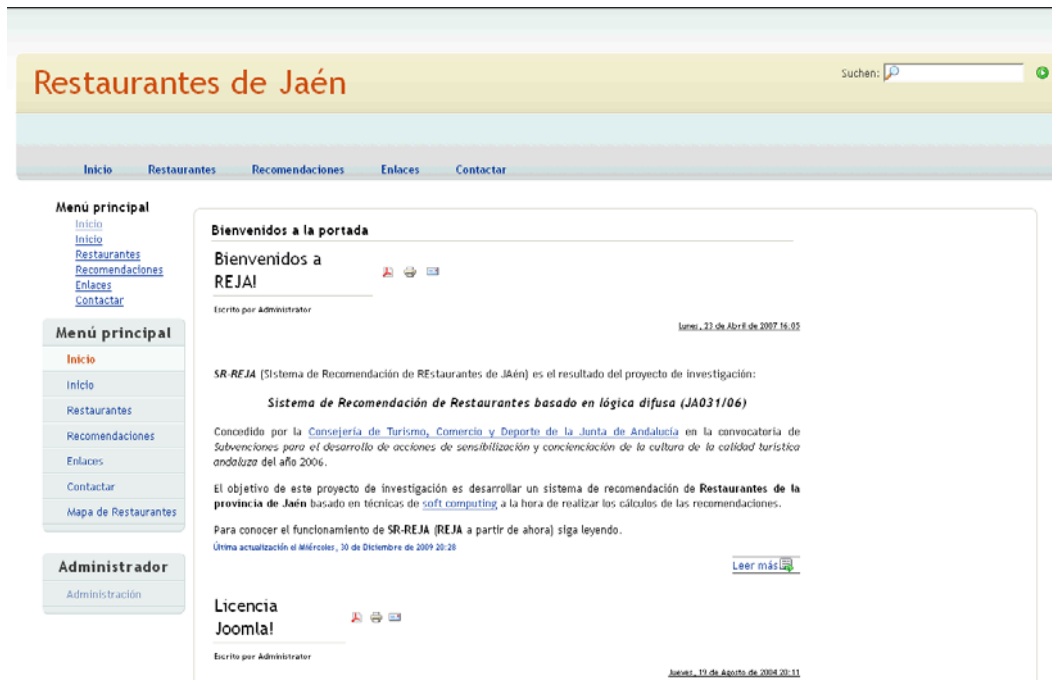 Restaurantes de Jaén
Suchen:
Inicio Restaurantes Recomendaciones Enlaces Contactar
Menú principal
Inicio
Inicio
Restaurantes
Recomendaciones
Enlaces
Contactar
Menú principal
Inicio
Inicio
Restaurantes
Recomendaciones
Enlaces
Contactar
Mapa de Restaurantes
Administrador
Administración
Bienvenidos a la portada
Bienvenidos a
REJA!
Escrito por Administrator
Lunes, 23 de Abril de 2007 16:05
SR-REJA (SIstema de Recomendación de REstaurantes de JAén) es el resultado del proyecto de investigación:
Sistema de Recomendación de Restaurantes basado en lógica difusa (JA031/06)
Concedido por la Consejería de Turismo, Comercio y Deporte de la Junta de Andalucía en la convocatoria de
Subvenciones para el desarrollo de acciones de sensibilización y concienciación de la cultura de la calidad turística
andaluza del año 2006.
El objetivo de este proyecto de investigación es desarrollar un sistema de recomendación de Restaurantes de la
provincia de Jaén basado en técnicas de soft computing a la hora de realizar los cálculos de las recomendaciones.
Para conocer el funcionamiento de SR-REJA (REJA a partir de ahora) siga leyendo.
Última actualización el Miércoles, 30 de Diciembre de 2009 20:28
Leer más
Licencia
Joomla!
Escrito por Administrator
Jueves, 19 de Agosto de 2004 20:11